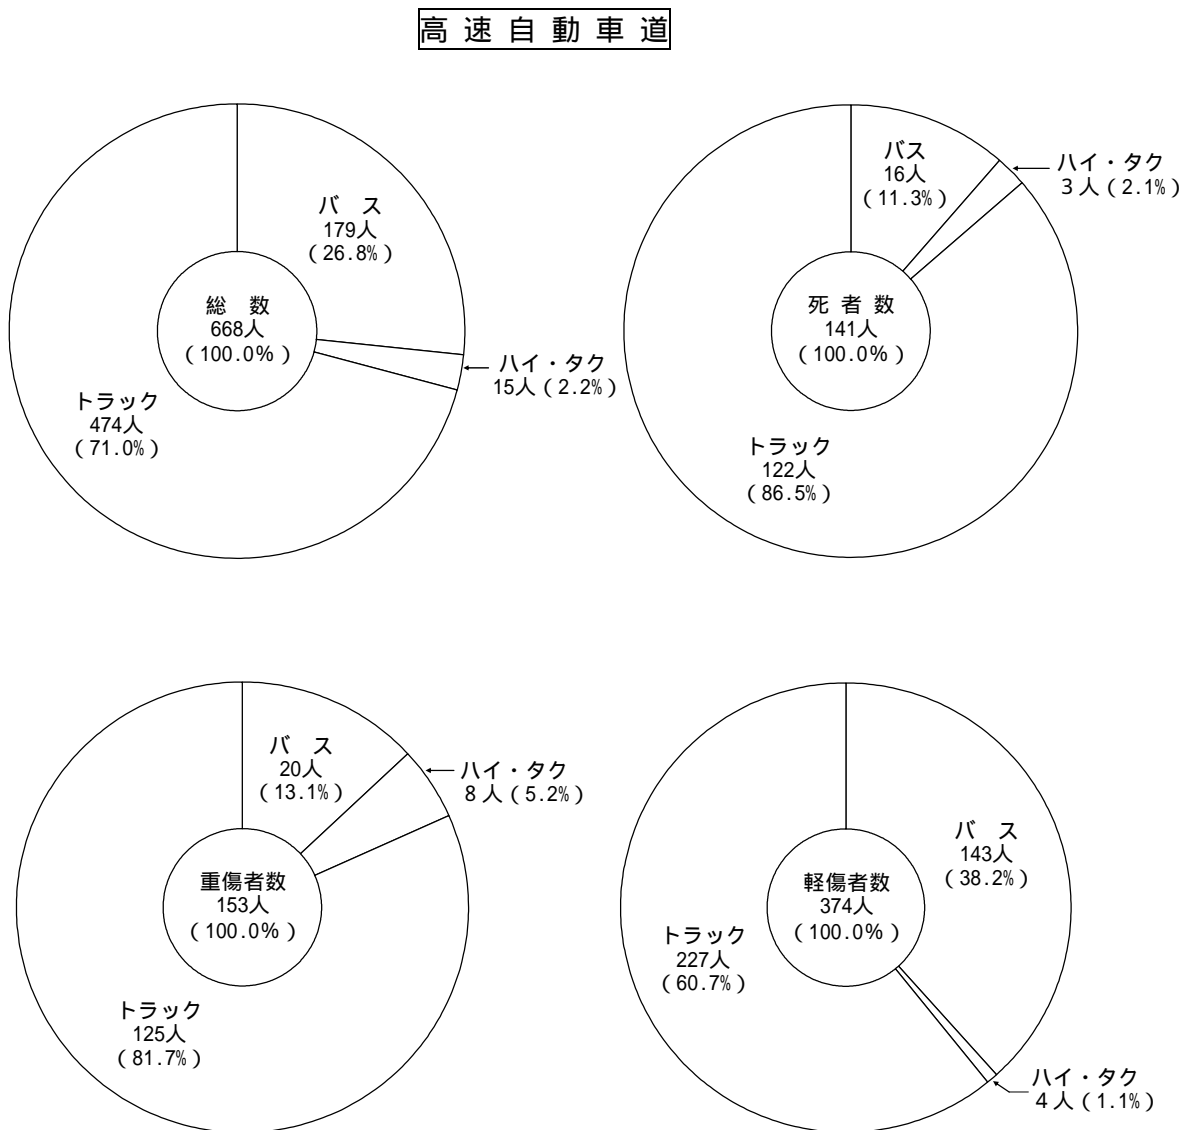 高速自動車道
バ　ス
179人
(26.8%)
総　数
668人
(100.0%)
ハイ・タク
15人(2.2%)
トラック
474人
(71.0%)
バス
16人
(11.3%)
ハイ・タク
3人(2.1%)
死者数
141人
(100.0%)
トラック
122人
(86.5%)
バ　ス
20人
(13.1%)
ハイ・タク
8人(5.2%)
重傷者数
153人
(100.0%)
トラック
125人
(81.7%)
バ　ス
143人
(38.2%)
軽傷者数
374人
(100.0%)
トラック
227人
(60.7%)
ハイ・タク
4人(1.1%)